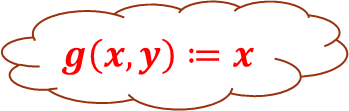 g(x, y) ≔ x